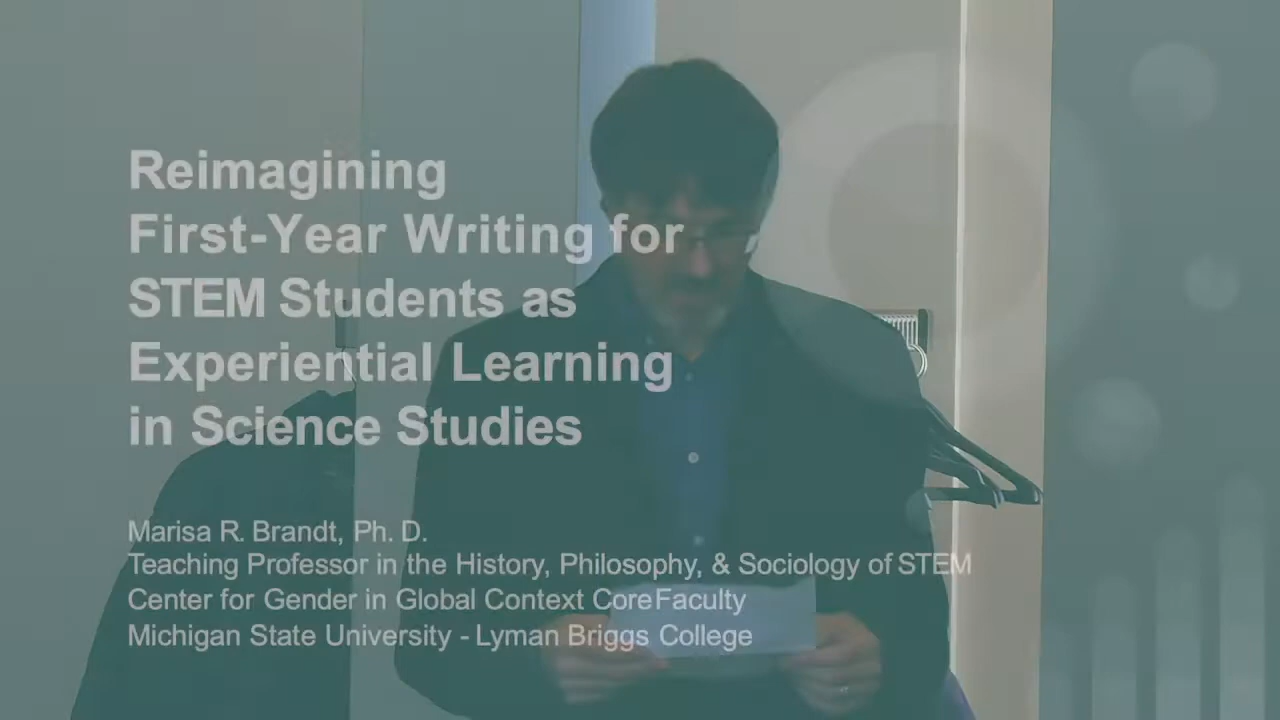 Reimagining
First-Year Writing for
STEM Students as
Experiential Learning
in Science Studies
Marisa R. Brandt, Ph. D.
Teaching Professor in the History, Philosophy, & Sociology of STEM
Center for Gender in Global Context Core Faculty
Michigan State University - Lyman Briggs College